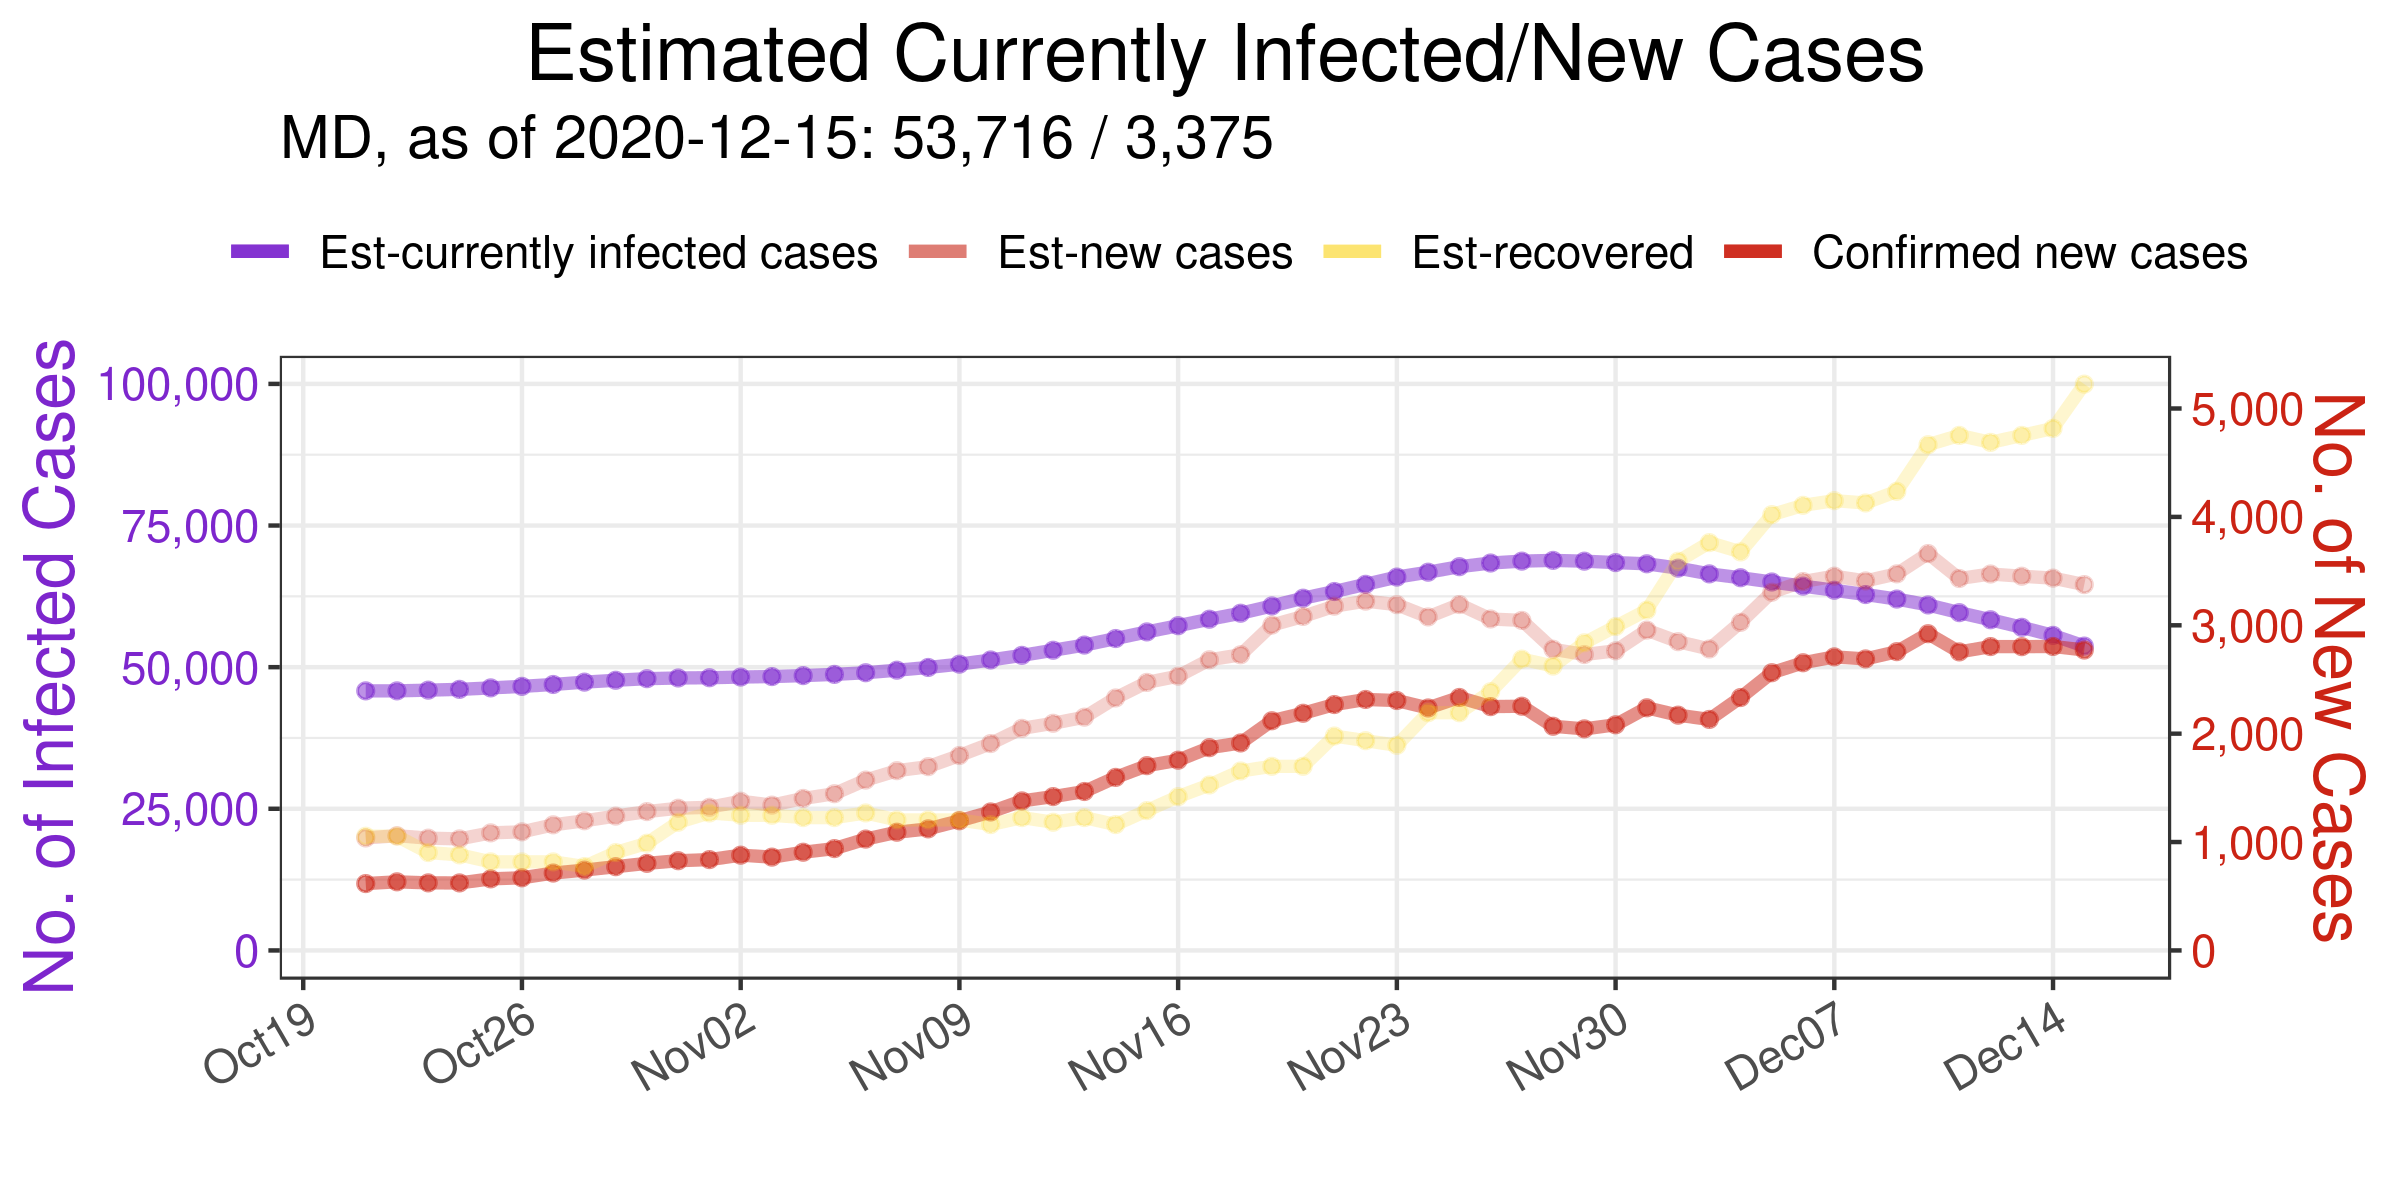 Estimated Currently Infected/New Cases
MD, as of 2020-12-15: 53,716 / 3,375
Est-currently infected cases Est-new cases Est-recovered Confirmed new cases
No. of Infected Cases
100,000
75,000
50,000
25,000
0
5,000
4,000
3,000
2,000
1,000
0
No. of New Cases
Oct19 Oct26 Nov02 Nov09 Nov16 Nov23 Nov30 Dec07 Dec14